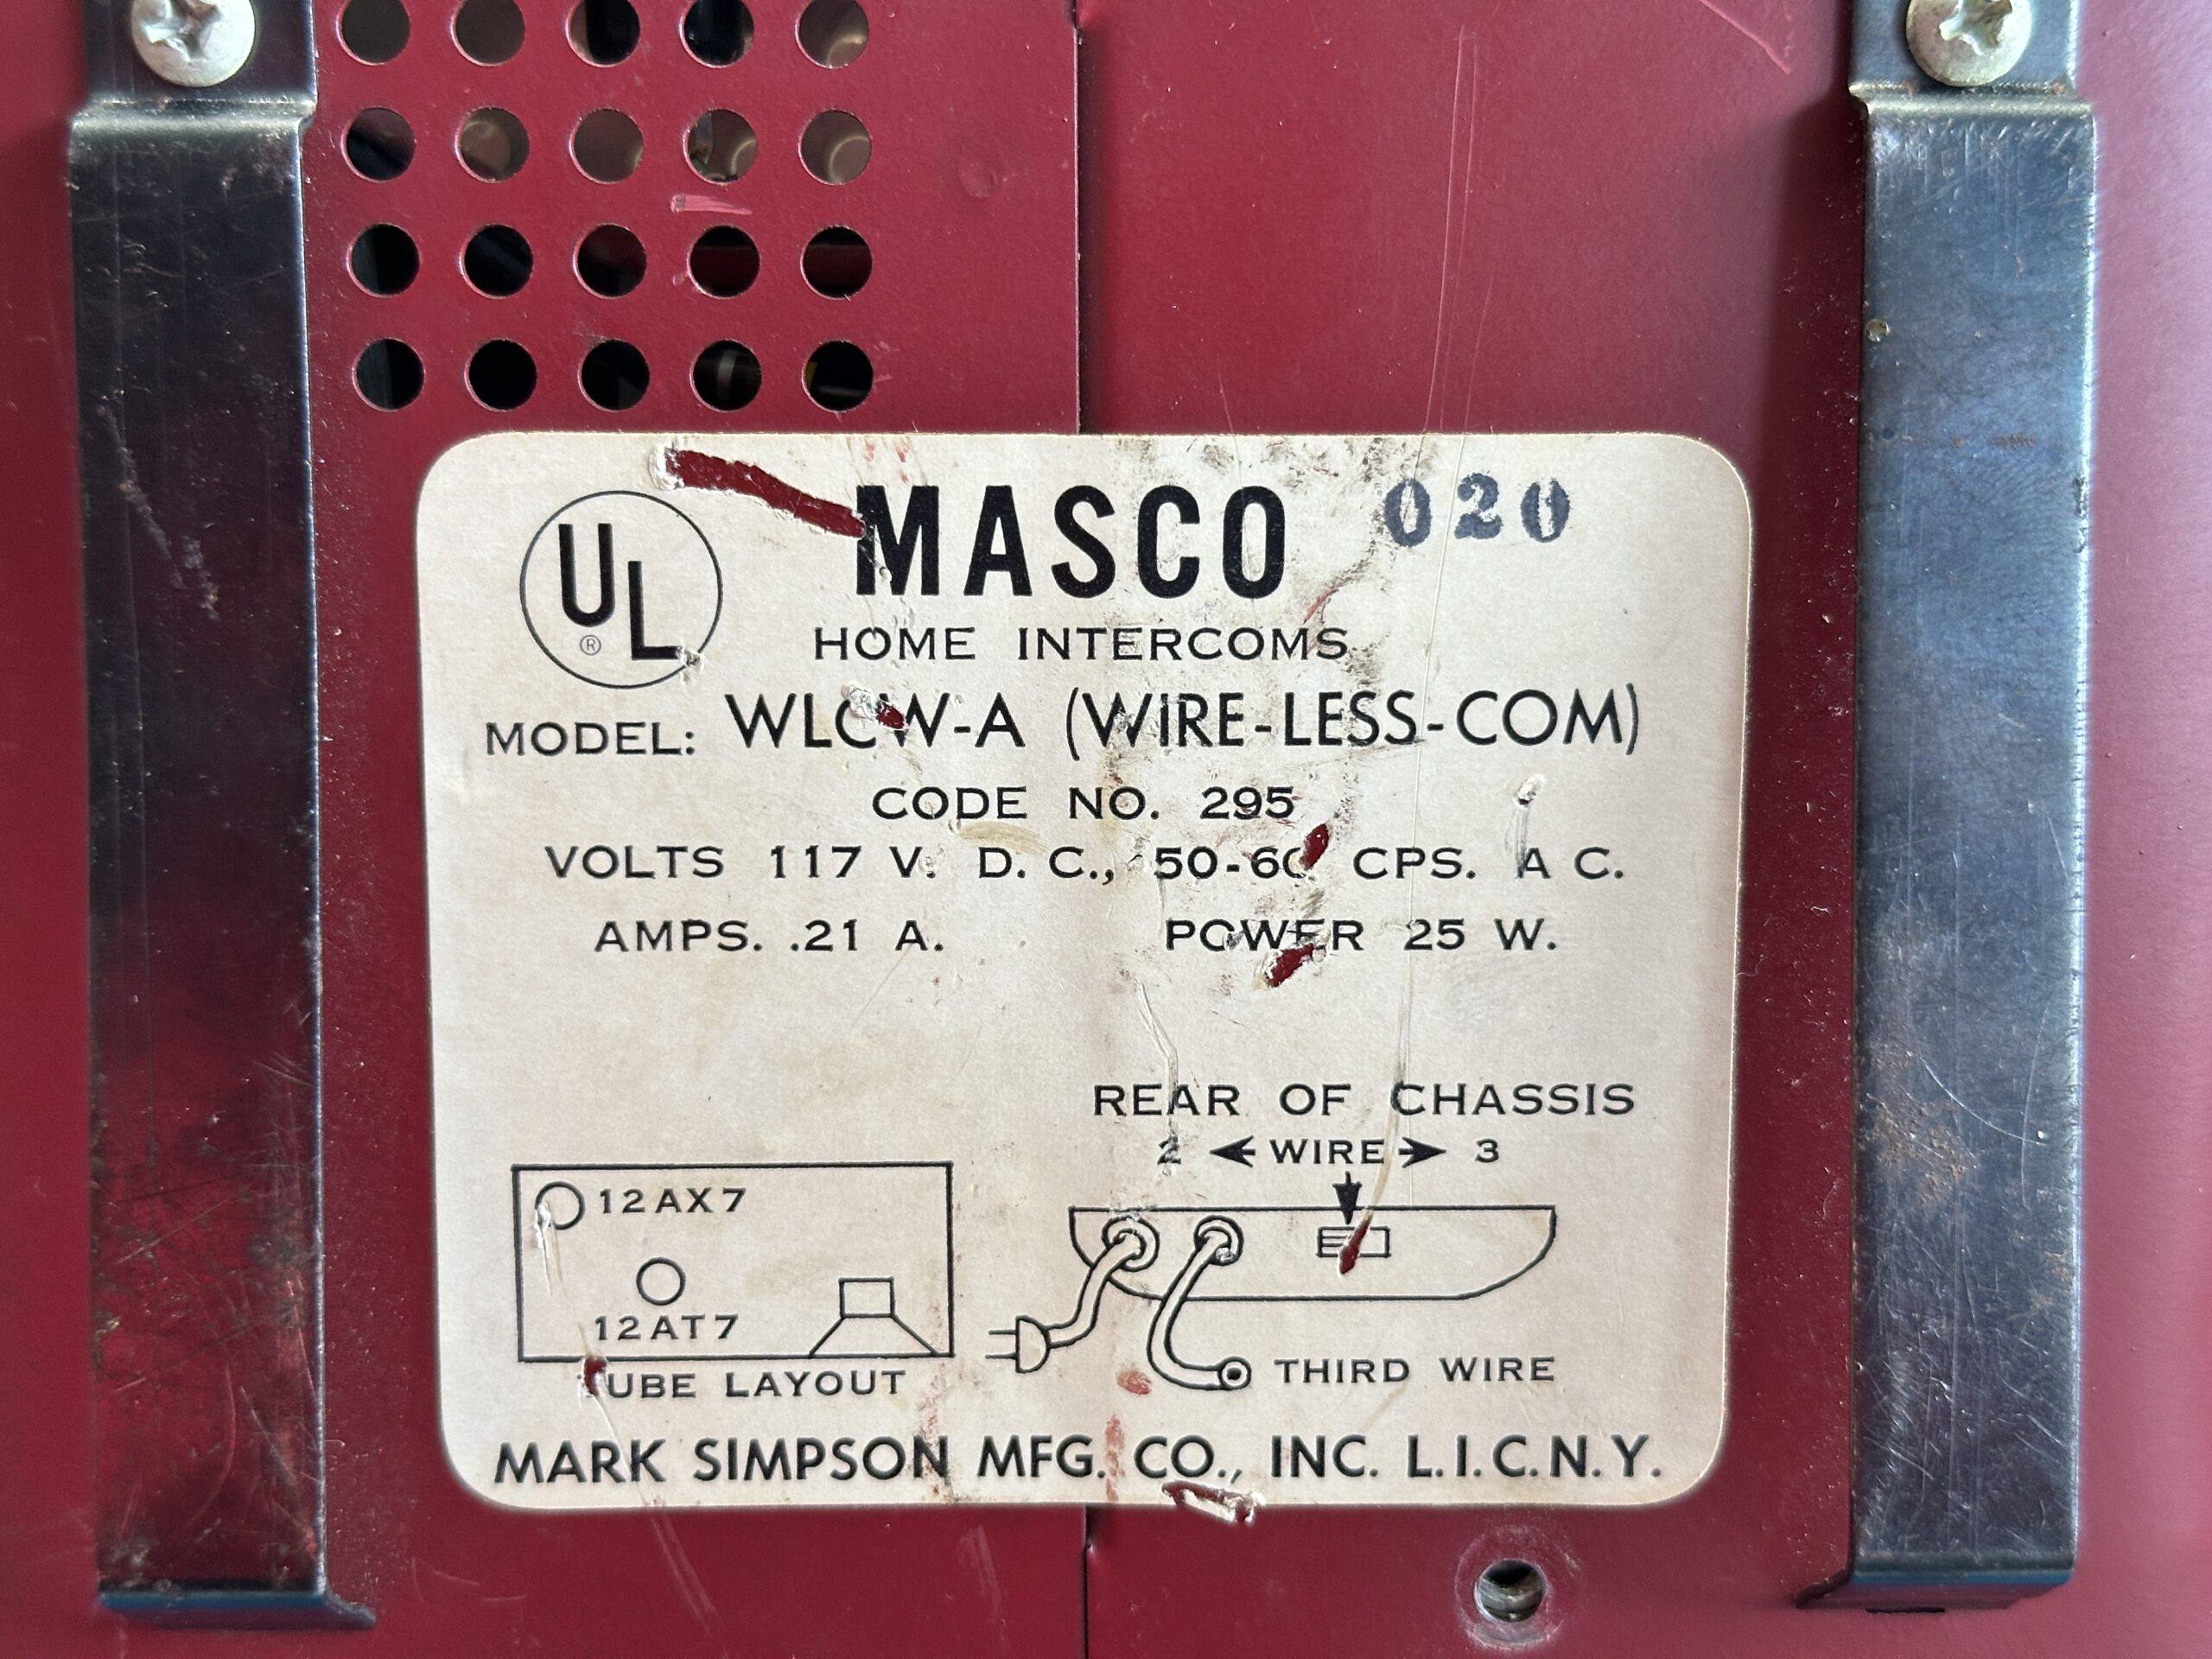 UL ®
MASCO 020
HOME INTERCOMS
MODEL: WLCW-A (WIRE-LESS-COM)
CODE NO. 295
VOLTS 117 V. D. C., 50-60 CPS. A C.
AMPS. .21 A. POWER 25 W.
REAR OF CHASSIS
2 WIRE 3
12AX7
12AT7
TUBE LAYOUT
THIRD WIRE
MARK SIMPSON MFG. CO., INC. L.I.C.N.Y.